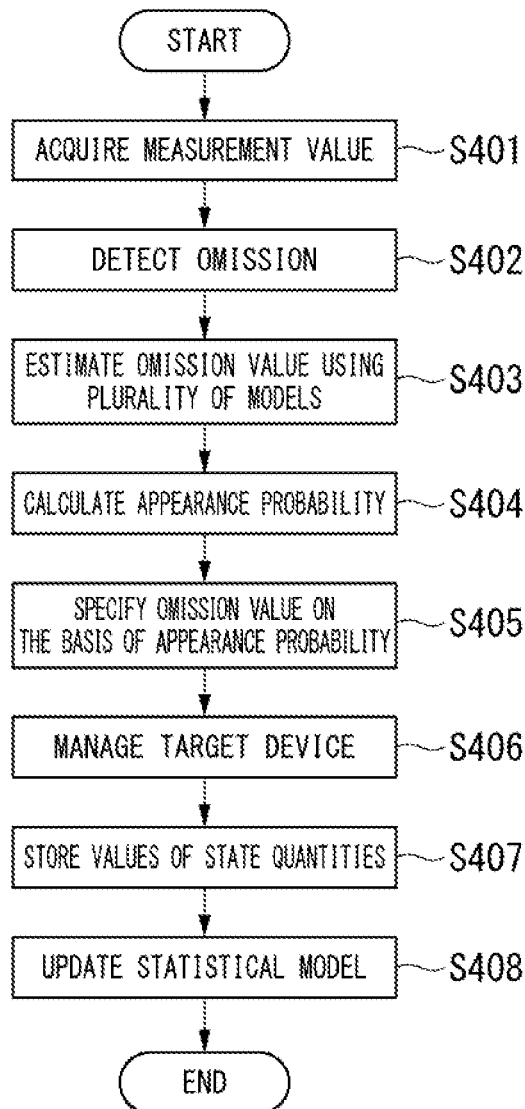 START
ACQUIRE MEASUREMENT VALUE S401
DETECT OMISSION S402
ESTIMATE OMISSION VALUE USING
PLURALITY OF MODELS S403
CALCULATE APPEARANCE PROBABILITY S404
SPECIFY OMISSION VALUE ON
THE BASIS OF APPEARANCE PROBABILITY S405
MANAGE TARGET DEVICE S406
STORE VALUES OF STATE QUANTITIES S407
UPDATE STATISTICAL MODEL S408
END